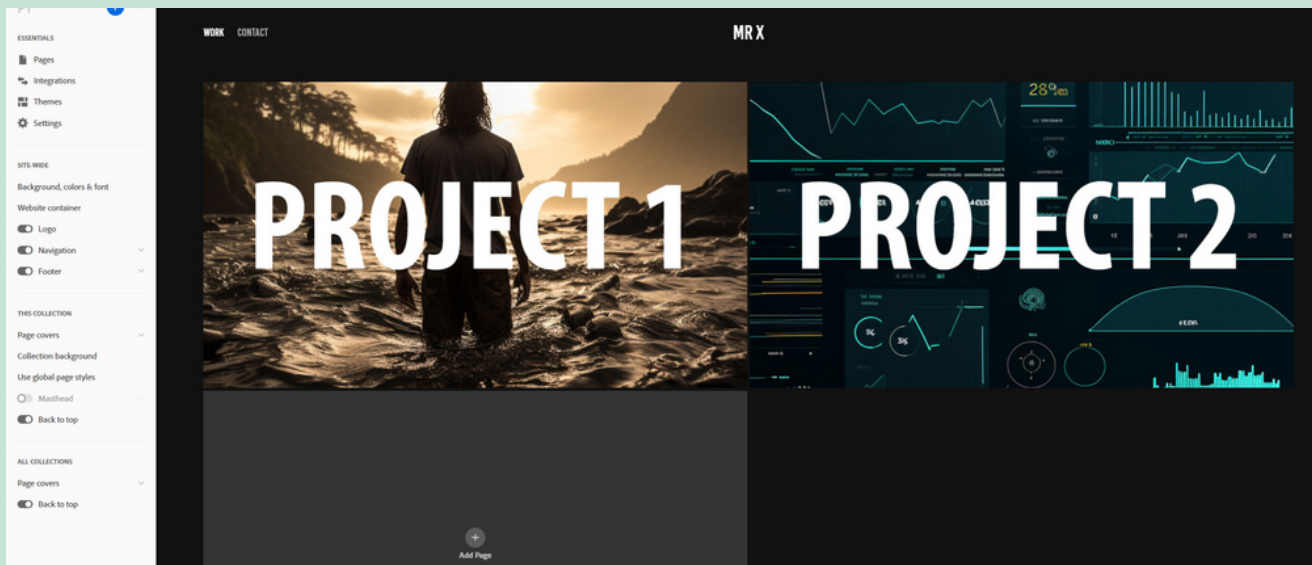 ESSENTIALS
Pages
Integrations
Themes
Settings
SITE-WIDE
Background, colors & font
Website container
Logo
Navigation
Footer
THIS COLLECTION
Page covers
Collection background
Use global page styles
Masthead
Back to top
ALL COLLECTIONS
Page covers
Back to top
WORK CONTACT
MR X
PROJECT 1
PROJECT 2
Add Page